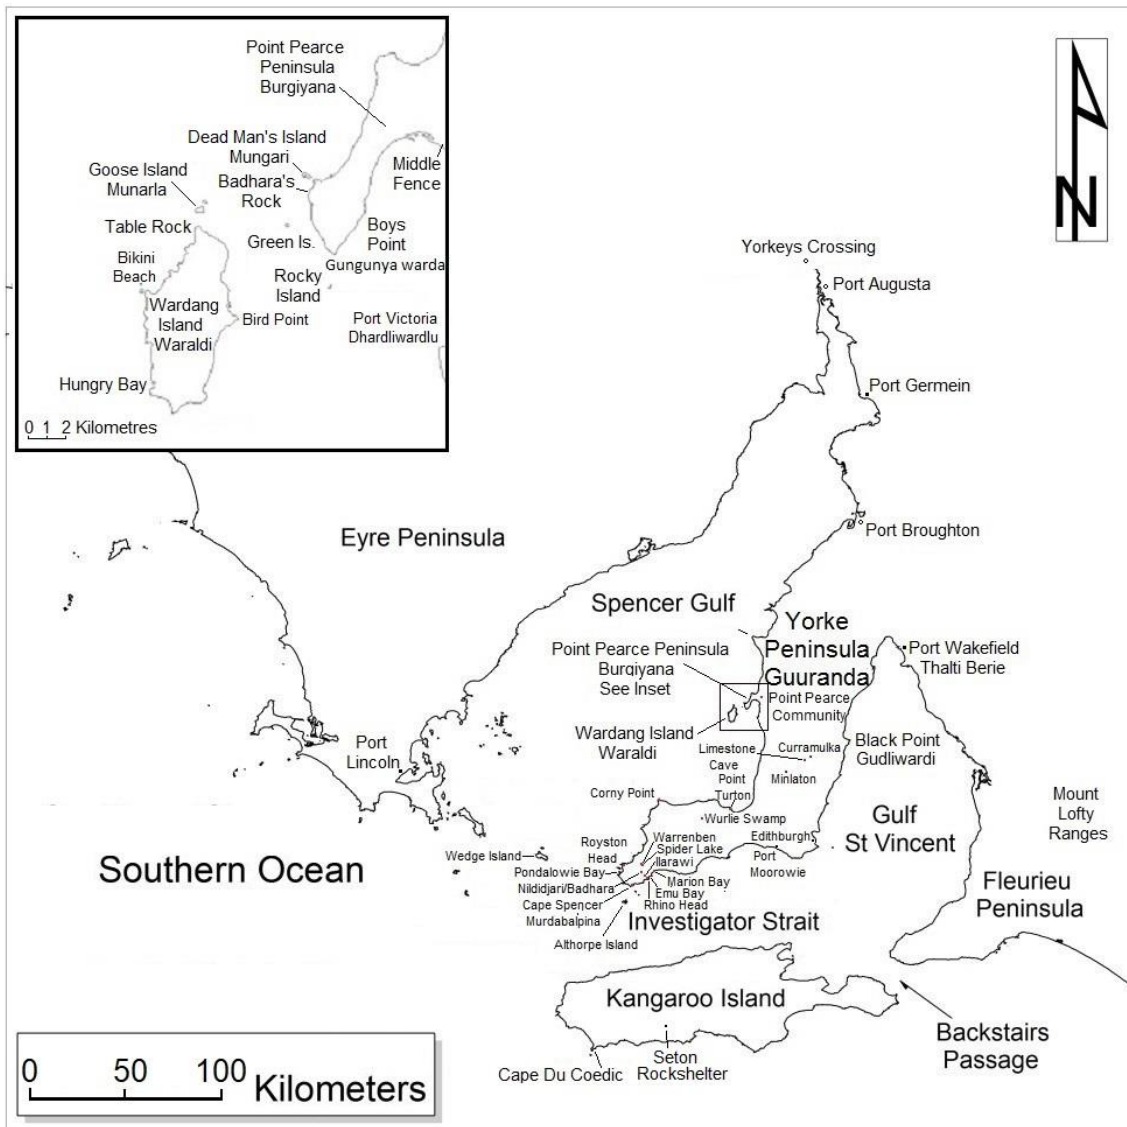 Point Pearce
Peninsula
Burgiyana
Dead Man's Island
Mungari
Middle
Fence
Goose Island
Munarla
Badhara's
Rock
Table Rock
Boys
Point
Gungunya warda
Green Is.
Bikini
Beach
Rocky
Island
Wardang
Island
Waraldi
Bird Point
Port Victoria
Dhardliwardlu
Hungry Bay
0 1 2 Kilometres
N
Yorkeys Crossing
Port Augusta
Port Germein
Port Broughton
Eyre Peninsula
Spencer Gulf
Yorke
Peninsula
Guuranda
Point Pearce Peninsula
Burgiyana
See Inset
Port Wakefield
Thalti Berie
Point Pearce
Community
Wardang Island
Waraldi
Port
Lincoln
Limestone
Cave
Curramulka
Black Point
Gudliwardi
Point
Turton
Minlaton
Corny Point
Wurlie Swamp
Gulf
St Vincent
Mount
Lofty
Ranges
Edithburgh
Port
Moorowie
Royston
Head
Warrenben
Spider Lake
Ilarawi
Wedge Island
Pondalowie Bay
Marion Bay
Nildidjari/Badhara
Emu Bay
Cape Spencer
Murdabalpina
Rhino Head
Althorpe Island
Southern Ocean
Investigator Strait
Fleurieu
Peninsula
Kangaroo Island
Backstairs
Passage
Seton
Rockshelter
Cape Du Coedic
0 50 100 Kilometers